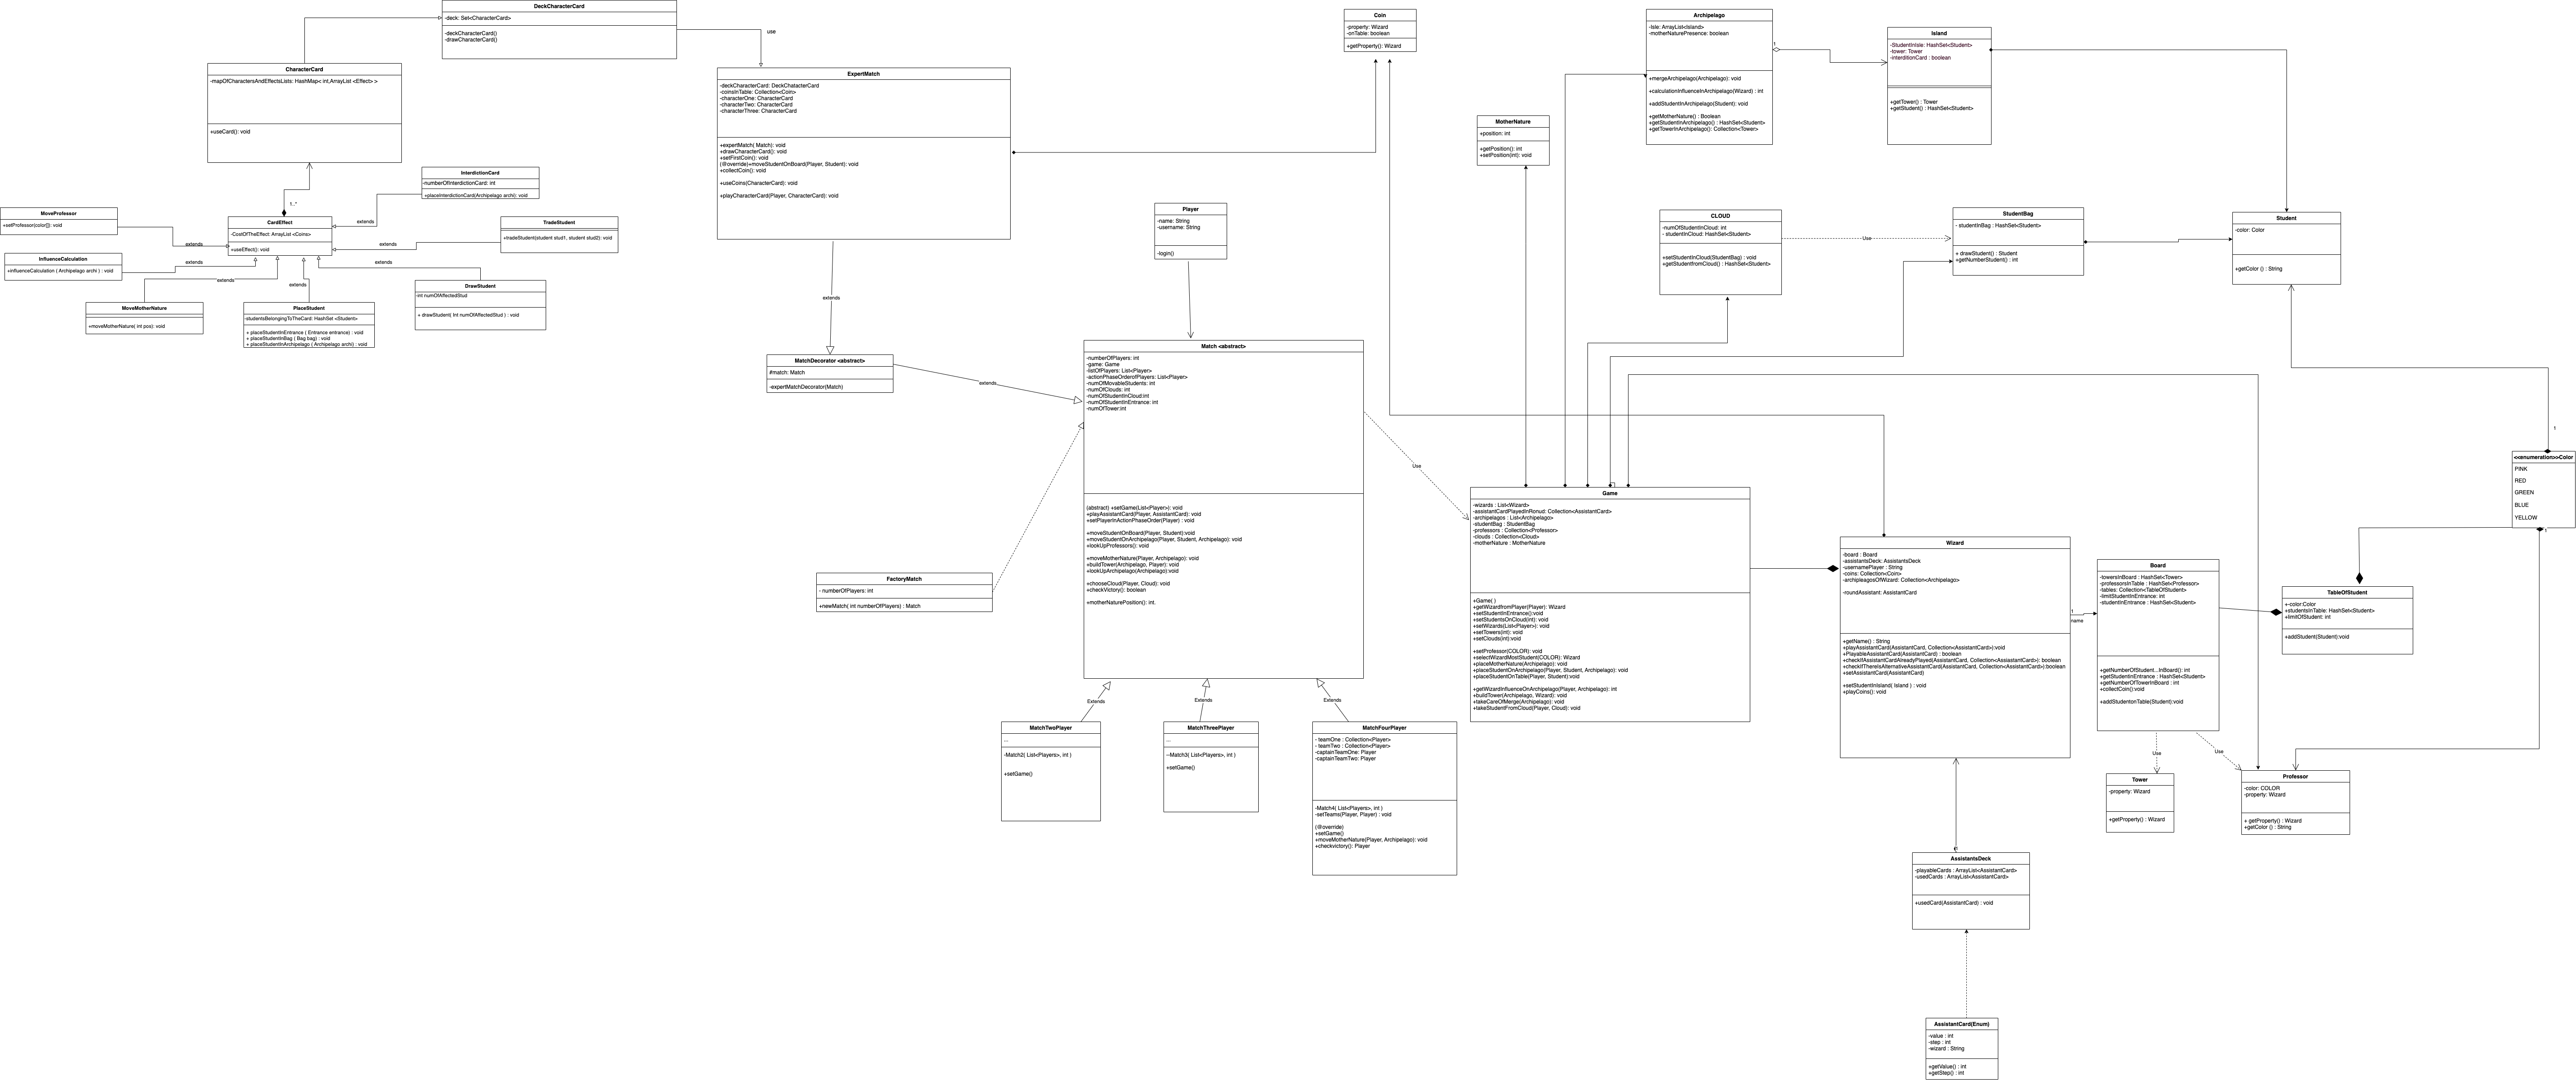 DeckCharacterCard
-deck: Set<CharacterCard>
-deckCharacterCard()
-drawCharacterCard()
use
CharacterCard
-mapOfCharastersAndEffectsLists: HashMap< int,ArrayList <Effect> >
+useCard(): void
ExpertMatch
-deckCharacterCard: DeckChatacterCard
-coinsInTable: Collection<Coin>
-characterOne: CharacterCard
-characterTwo: CharacterCard
-characterThree: CharacterCard
+expertMatch( Match): void
+drawCharacterCard(): void
+setFirstCoin(): void
(@override)+moveStudentOnBoard(Player, Student): void
+collectCoin(): void
+useCoins(CharacterCard): void
+playCharacterCard(Player, CharacterCard): void
InterdictionCard
-numberOfInterdictionCard: int
+placeInterdictionCard(Archipelago archi): void
1..*
extends
MoveProfessor
+setProfessor(color[]): void
CardEffect
-CostOfTheEffect: ArrayList <Coins>
+useEffect(): void
TradeStudent
+tradeStudent(student stud1, student stud2): void
extends
extends
InfluenceCalculation
+influenceCalculation ( Archipelago archi ) : void
extends
extends
extends
extends
MoveMotherNature
+moveMotherNature( int pos): void
PlaceStudent
-studentsBelongingToTheCard: HashSet <Student>
+ placeStudentInEntrance ( Entrance entrance) : void
+ placeStudentInBag ( Bag bag) : void
+ placeStudentInArchipelago ( Archipelago archi) : void
DrawStudent
-int numOfAffectedStud
+ drawStudent( Int numOfAffectedStud ) : void
Coin
-property: Wizard
-onTable: boolean
+getProperty(): Wizard
Archipelago
-Isle: ArrayList<Island>
-motherNaturePresence: boolean
+mergeArchipelago(Archipelago): void
+calculationInfluenceInArchipelago(Wizard) : int
+addStudentInArchipelago(Student): void
+getMotherNature() : Boolean
+getStudentInArchipelago() : HashSet<Student>
+getTowerInArchipelago(): Collection<Tower>
1
Island
-StudentInIsle: HashSet<Student>
-tower: Tower
-interditionCard : boolean
+getTower() : Tower
+getStudent() : HashSet<Student>
MotherNature
+position: int
+getPosition(): int
+setPosition(int): void
Player
-name: String
-username: String
-login()
CLOUD
-numOfStudentInCloud: int
- studentInCloud: HashSet<Student>
+setStudentInCloud(StudentBag) : void
+getStudentfromCloud() : HashSet<Student>
Use
StudentBag
- studentInBag : HashSet<Student>
+ drawStudent() : Student
+getNumberStudent() : int
Student
-color: Color
+getColor () : String
extends
MatchDecorator <abstract>
#match: Match
-expertMatchDecorator(Match)
extends
Match <abstract>
-numberOfPlayers: int
-game: Game
-listOfPlayers: List<Player>
-actionPhaseOrderofPlayers: List<Player>
-numOfMovableStudents: int
-numOfClouds: int
-numOfStudentInCloud:int
-numOfStudentInEntrance: int
-numOfTower:int
(abstract) +setGame(List<Player>): void
+playAssistantCard(Player, AssistantCard): void
+setPlayerInActionPhaseOrder(Player) : void
+moveStudentOnBoard(Player, Student):void
+moveStudentOnArchipelago(Player, Student, Archipelago): void
+lookUpProfessors(): void
+moveMotherNature(Player, Archipelago): void
+buildTower(Archipelago, Player): void
+lookUpArchipelago(Archipelago):void
+chooseCloud(Player, Cloud): void
+checkVictory(): boolean
+motherNaturePosition(): int.
Use
FactoryMatch
- numberOfPlayers: int
+newMatch( int numberOfPlayers) : Match
Extends
Extends
Extends
MatchTwoPlayer
...
-Match2( List<Players>, int )
+setGame()
MatchThreePlayer
...
--Match3( List<Players>, int )
+setGame()
MatchFourPlayer
- teamOne : Collection<Player>
- teamTwo : Collection<Player>
-captainTeamOne: Player
-captainTeamTwo: Player
-Match4( List<Players>, int )
-setTeams(Player, Player) : void
(@override)
+setGame()
+moveMotherNature(Player, Archipelago): void
+checkvictory(): Player
Game
-wizards : List<Wizard>
-assistantCardPlayedInRonud: Collection<AssistantCard>
-archipelagos : List<Archipelago>
-studentBag : StudentBag
-professors : Collection<Professor>
-clouds : Collection<Cloud>
-motherNature : MotherNature
+Game( )
+getWizardfromPlayer(Player): Wizard
+setStudentInEntrance():void
+setStudentsOnCloud(int): void
+setWizards(List<Player>): void
+setTowers(int): void
+setClouds(int):void
+setProfessor(COLOR): void
+selectWizardMostStudent(COLOR): Wizard
+placeMotherNature(Archipelago): void
+placeStudentOnArchipelago(Player, Student, Archipelago): void
+placeStudentOnTable(Player, Student):void
+getWizardInfluenceOnArchipelago(Player, Archipelago): int
+buildTower(Archipelago, Wizard): void
+takeCareOfMerge(Archipelago): void
+takeStudentFromCloud(Player, Cloud): void
Wizard
-board : Board
-assistantsDeck: AssistantsDeck
-usernamePlayer : String
-coins: Collection<Coin>
-archipleagosOfWizard: Collection<Archipelago>
-roundAssistant: AssistantCard
+getName() : String
+playAssistantCard(AssistantCard, Collection<AssistantCard>):void
+PlayableAssistantCard(AssistantCard) : boolean
+checkIfAssistantCardAlreadyPlayed(AssistantCard, Collection<AssiastantCard>): boolean
+checkIfThereIsAlternativeAssistantCard(AssistantCard, Collection<AssistantCard>):boolean
+setAssistantCard(AssistantCard)
+setStudentInIsland( Island ) : void
+playCoins(): void
1
name
Board
-towersInBoard : HashSet<Tower>
-professorsInTable : HashSet<Professor>
-tables: Collection<TableOfStudent>
-limitStudentInEntrance: int
-studentInEntrance : HashSet<Student>
+getNumberOfStudent...InBoard(): int
+getStudentinEntrance : HashSet<Student>
+getNumberOfTowerInBoard : int
+collectCoin():void
+addStudentonTable(Student):void
1
<<enumeration>>Color
PINK
RED
GREEN
BLUE
YELLOW
1
TableOfStudent
+-color:Color
+studentsInTable: HashSet<Student>
+limitOfStudent: int
+addStudent(Student):void
Use
Use
Tower
-property: Wizard
+getProperty() : Wizard
Professor
-color: COLOR
-property: Wizard
+ getProperty() : Wizard
+getColor () : String
AssistantsDeck
-playableCards : ArrayList<AssistantCard>
-usedCards : ArrayList<AssistantCard>
+usedCard(AssistantCard) : void
AssistantCard(Enum)
-value : int
-step : int
-wizard : String
+getValue() : int
+getStep() : int